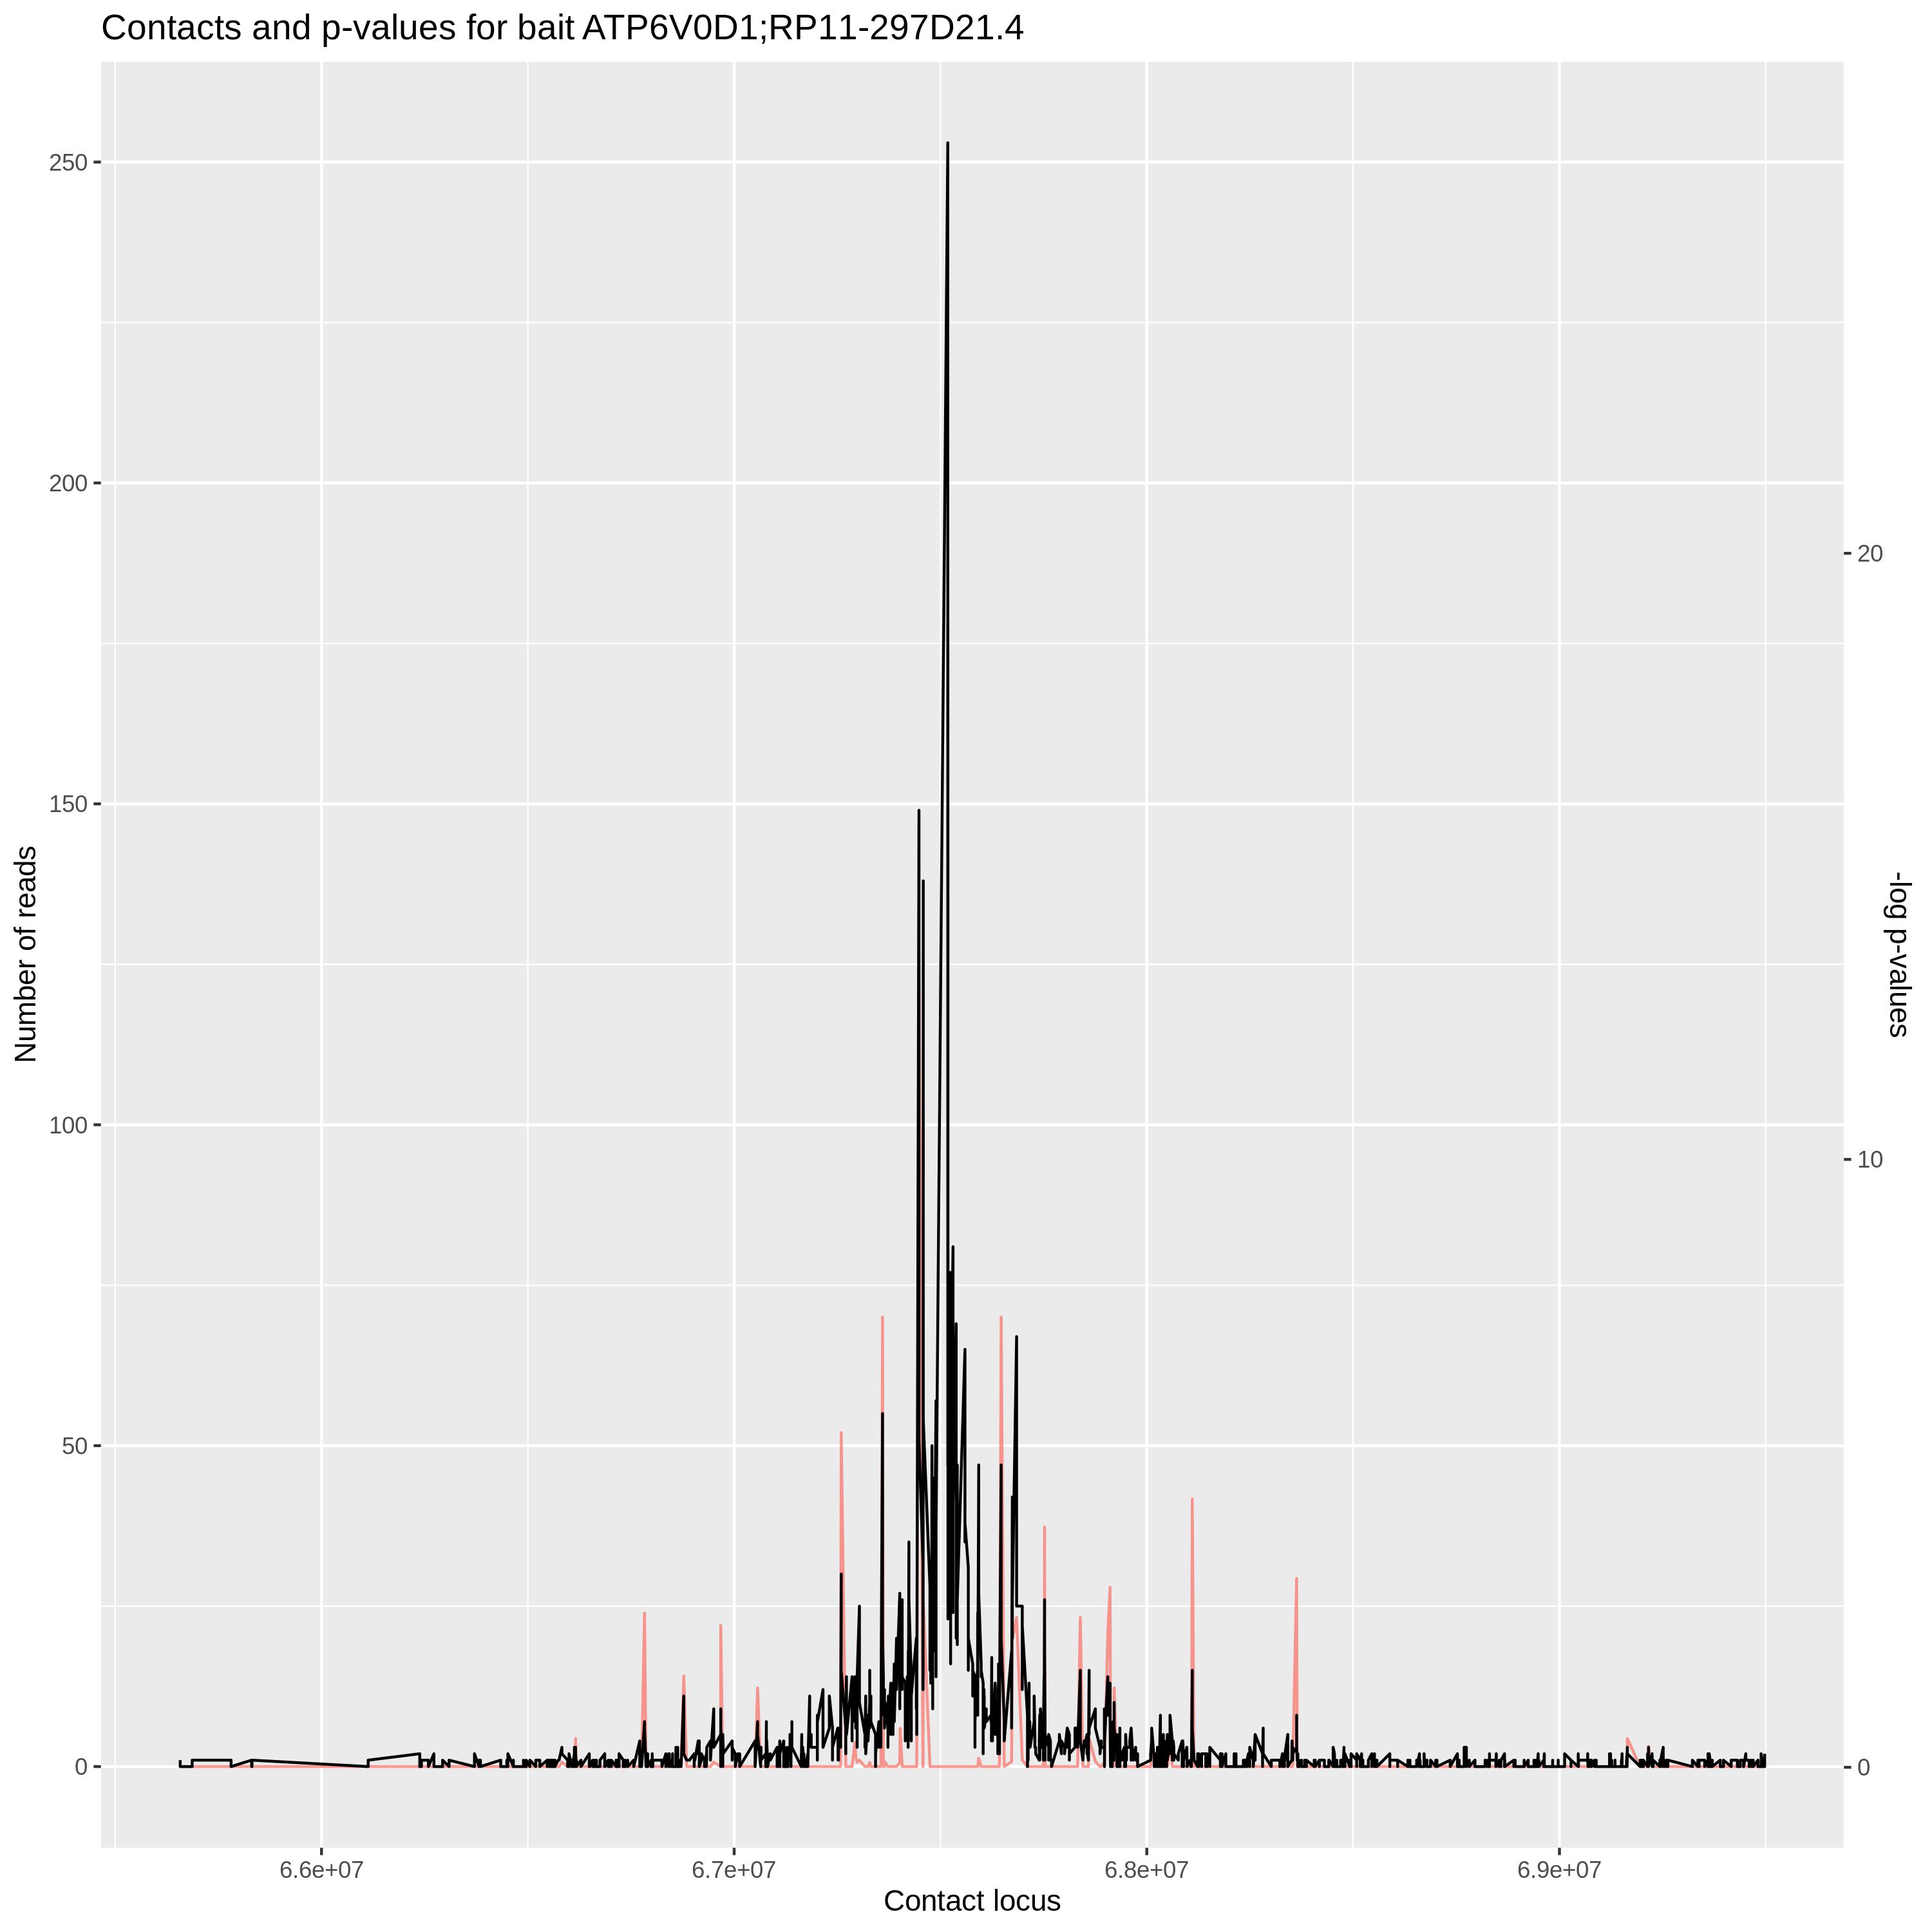 Contacts and p-values for bait ATP6V0D1;RP11-297D21.4
250
200
150
100
50
0
Number of reads
20
10
0
-log p-values
6.6e+07
6.7e+07
6.8e+07
6.9e+07
Contact locus